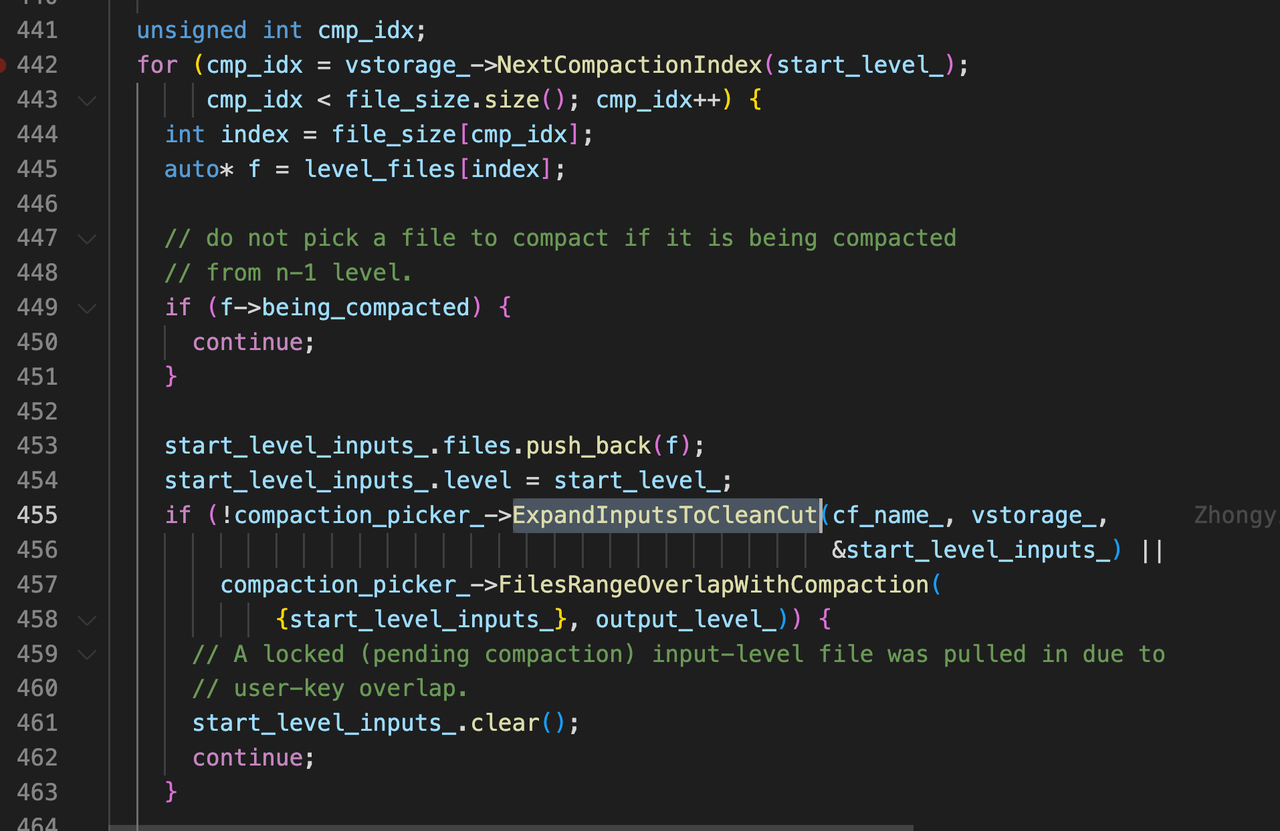 441 unsigned int cmp_idx;
442 for (cmp_idx = vstorage_->NextCompactionIndex(start_level_);
443 cmp_idx < file_size.size(); cmp_idx++) {
444 int index = file_size[cmp_idx];
445 auto* f = level_files[index];
446
447 // do not pick a file to compact if it is being compacted
448 // from n-1 level.
449 if (f->being_compacted) {
450 continue;
451 }
452
453 start_level_inputs_.files.push_back(f);
454 start_level_inputs_.level = start_level_;
455 if (!compaction_picker_->ExpandInputsToCleanCut(cf_name_, vstorage_, Zhongy
456 &start_level_inputs_) ||
457 compaction_picker_->FilesRangeOverlapWithCompaction(
458 {start_level_inputs_}, output_level_)) {
459 // A locked (pending compaction) input-level file was pulled in due to
460 // user-key overlap.
461 start_level_inputs_.clear();
462 continue;
463 }
464